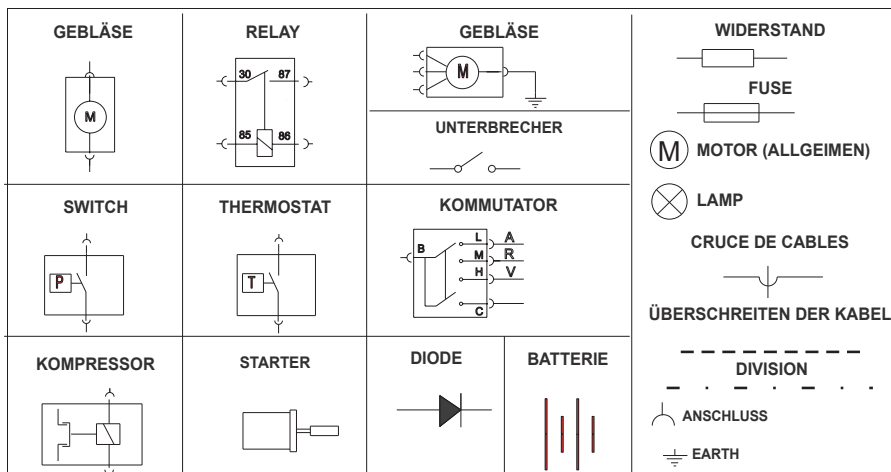 GEBLÄSE
M
RELAY
30 87
85 86
GEBLÄSE
M
UNTERBRECHER
SWITCH
P
THERMOSTAT
T
KOMMUTATOR
B L A
M R
H V
C
KOMPRESSOR
STARTER
DIODE
BATTERIE
WIDERSTAND
FUSE
M MOTOR (ALLGEIMEN)
LAMP
CRUCE DE CABLES
ÜBERSCHREITEN DER KABEL
DIVISION
ANSCHLUSS
EARTH